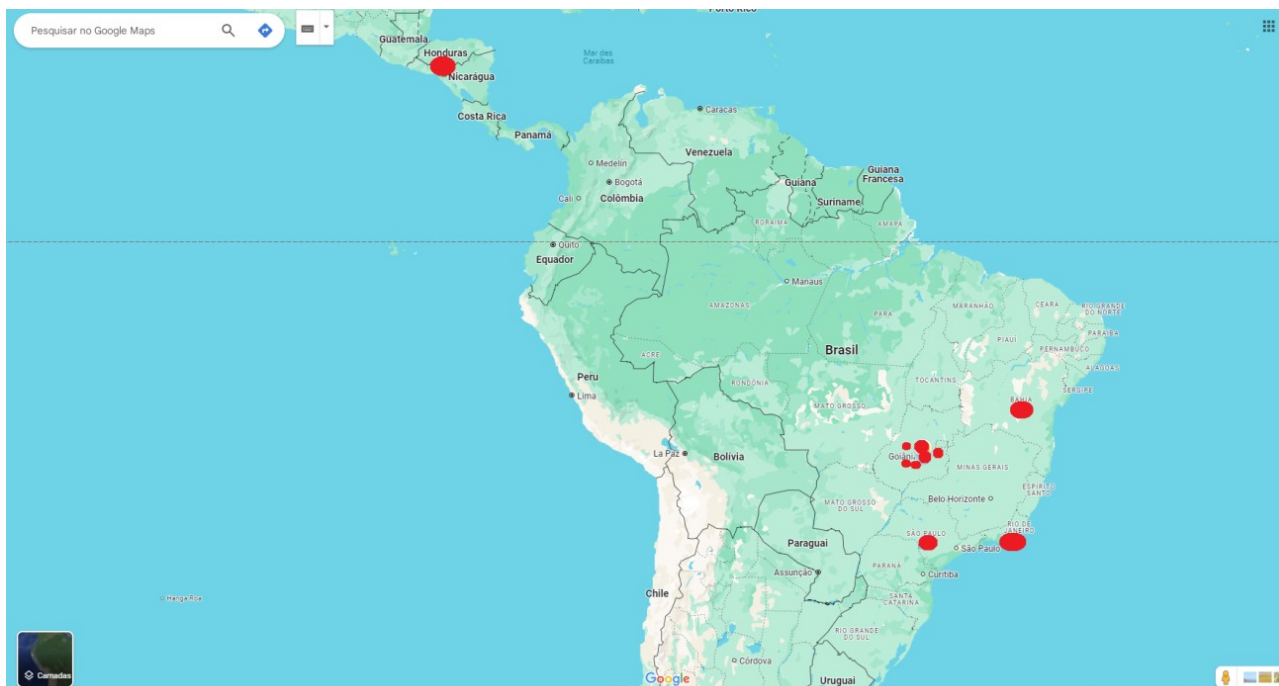 Porto Rico
Pesquisar no Google Maps
Guatemala
Honduras
Nicarágua
Mar das
Caraíbas
Costa Rica
Panamá
Caracas
Venezuela
Medelin
Bogotá
Colômbia
Cali
Guiana
Guiana
Francesa
Suriname
RORAIMA
AMAPÁ
Quito
Equador
Manaus
AMAZONAS
PARÁ
MARANHÃO
CEARÁ
RIO GRANDE
DO NORTE
PARAÍBA
PIAUÍ
PERNAMBUCO
ALAGOAS
SERGIPE
Brasil
ACRE
RONDÔNIA
TOCANTINS
Peru
Lima
MATO GROSSO
BAHIA
La Paz
Bolívia
Goiâni
MINAS GERAIS
MATO GROSSO
DO SUL
Belo Horizonte
ESPÍRITO
SANTO
RIO DE
JANEIRO
SÃO PAULO
São Paulo
Paraguai
Assunção
PARANÁ
Curitiba
SANTA
CATARINA
Chile
Hanga Roa
RIO GRANDE
DO SUL
Córdova
Uruguai
Camadas
Google